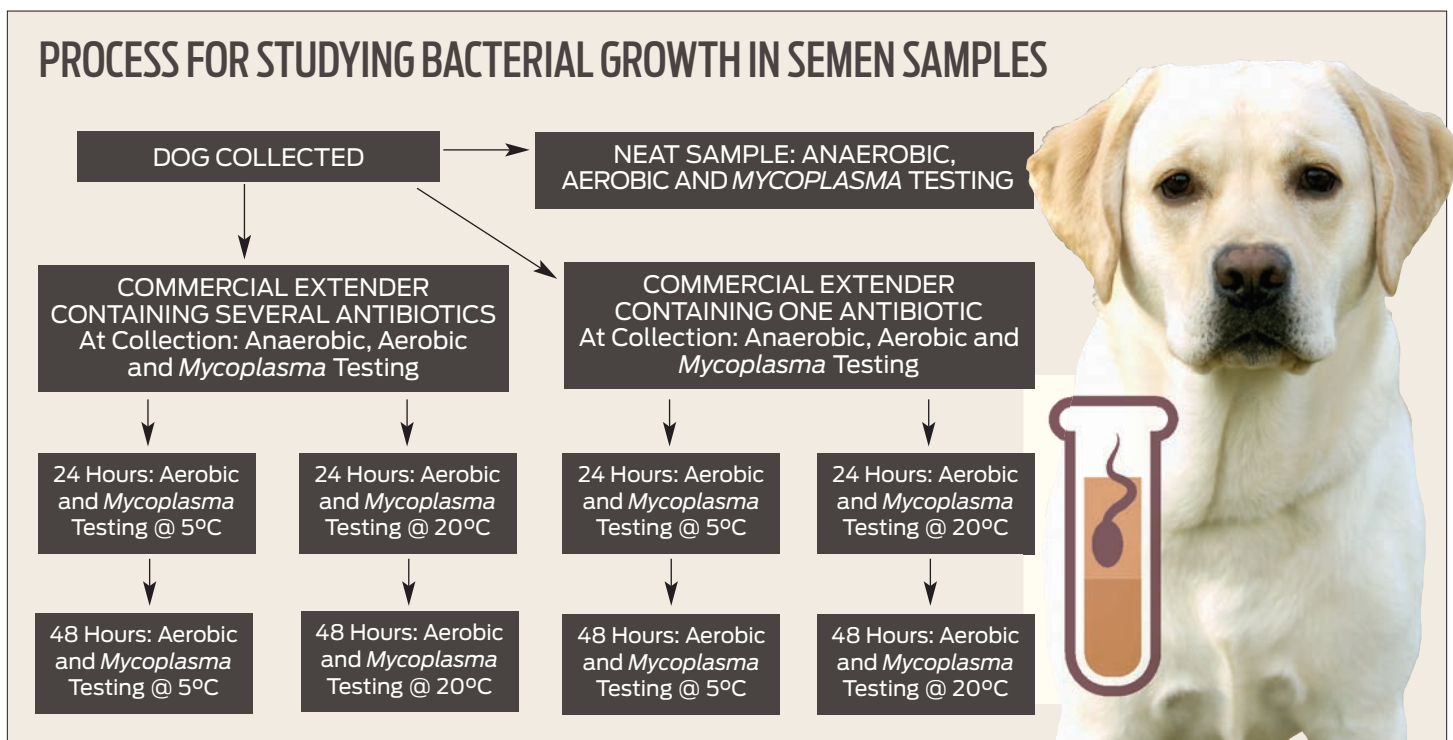 PROCESS FOR STUDYING BACTERIAL GROWTH IN SEMEN SAMPLES
DOG COLLECTED
NEAT SAMPLE: ANAEROBIC,
AEROBIC AND MYCOPLASMA TESTING
COMMERCIAL EXTENDER
CONTAINING SEVERAL ANTIBIOTICS
At Collection: Anaerobic, Aerobic
and Mycoplasma Testing
COMMERCIAL EXTENDER
CONTAINING ONE ANTIBIOTIC
At Collection: Anaerobic, Aerobic and
Mycoplasma Testing
24 Hours: Aerobic
and Mycoplasma
Testing @ 5ºC
24 Hours: Aerobic
and Mycoplasma
Testing @ 20ºC
24 Hours: Aerobic
and Mycoplasma
Testing @ 5ºC
24 Hours: Aerobic
and Mycoplasma
Testing @ 20ºC
48 Hours: Aerobic
and Mycoplasma
Testing @ 5ºC
48 Hours: Aerobic
and Mycoplasma
Testing @ 20ºC
48 Hours: Aerobic
and Mycoplasma
Testing @ 5ºC
48 Hours: Aerobic
and Mycoplasma
Testing @ 20ºC